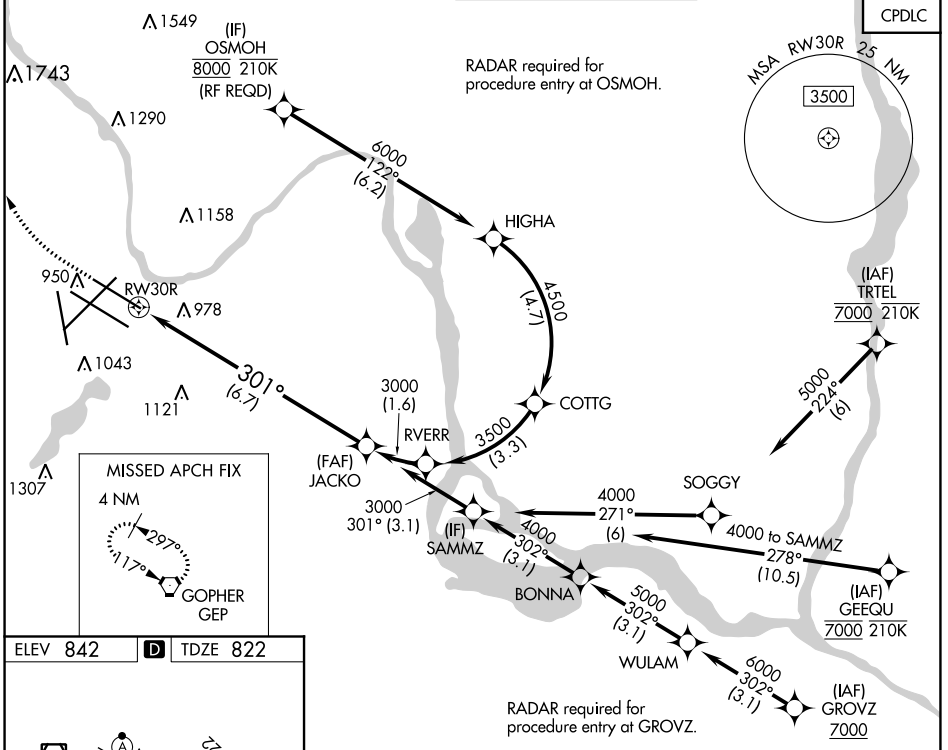 CPDLC
1549
(IF)
OSMOH
8000 210K
(RF REQD)
1743
RADAR required for
procedure entry at OSMOH.
MSA RW30R 25 NM
3500
1290
6000
122°
(6.2)
1158
HIGHA
4500
(4.7)
950
RW30R
978
(IAF)
TRTEL
7000 210K
5000
224°
(6)
1043
301°
(6.7)
1121
3000
(1.6)
COTTG
RVERR
3500
(3.3)
(FAF)
JACKO
1307
MISSED APCH FIX
4 NM
297°
117°
GOPHER
GEP
3000
301° (3.1)
(IF)
SAMMZ
SOGGY
4000
271°
(6)
4000 to SAMMZ
278°
(10.5)
4000
302°
(3.1)
BONNA
(IAF)
GEEQU
7000 210K
5000
302°
(3.1)
WULAM
6000
302°
(3.1)
(IAF)
GROVZ
7000
RADAR required for
procedure entry at GROVZ.
ELEV 842 D TDZE 822
A
22